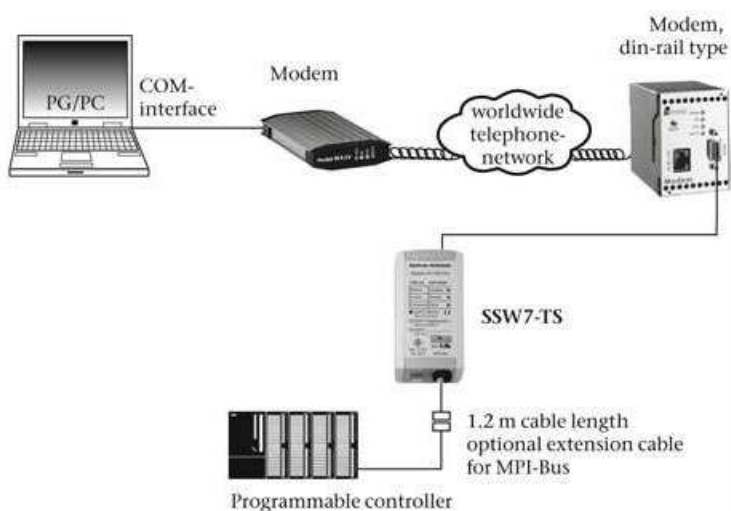 PG/PC
COM-
interface
Modem
worldwide
telephone-
network
Modem,
din-rail type
Modem
SSW7-TS
1.2 m cable length
optional extension cable
for MPI-Bus
Programmable controller